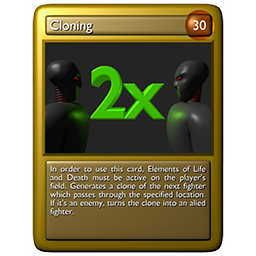 Cloning
30
2x
In order to use this card, Elements of Life
and Death must be active on the player's
field. Generates a clone of the next fighter
which passes through the specified location.
If it's an enemy, turns the clone into an allied
fighter.